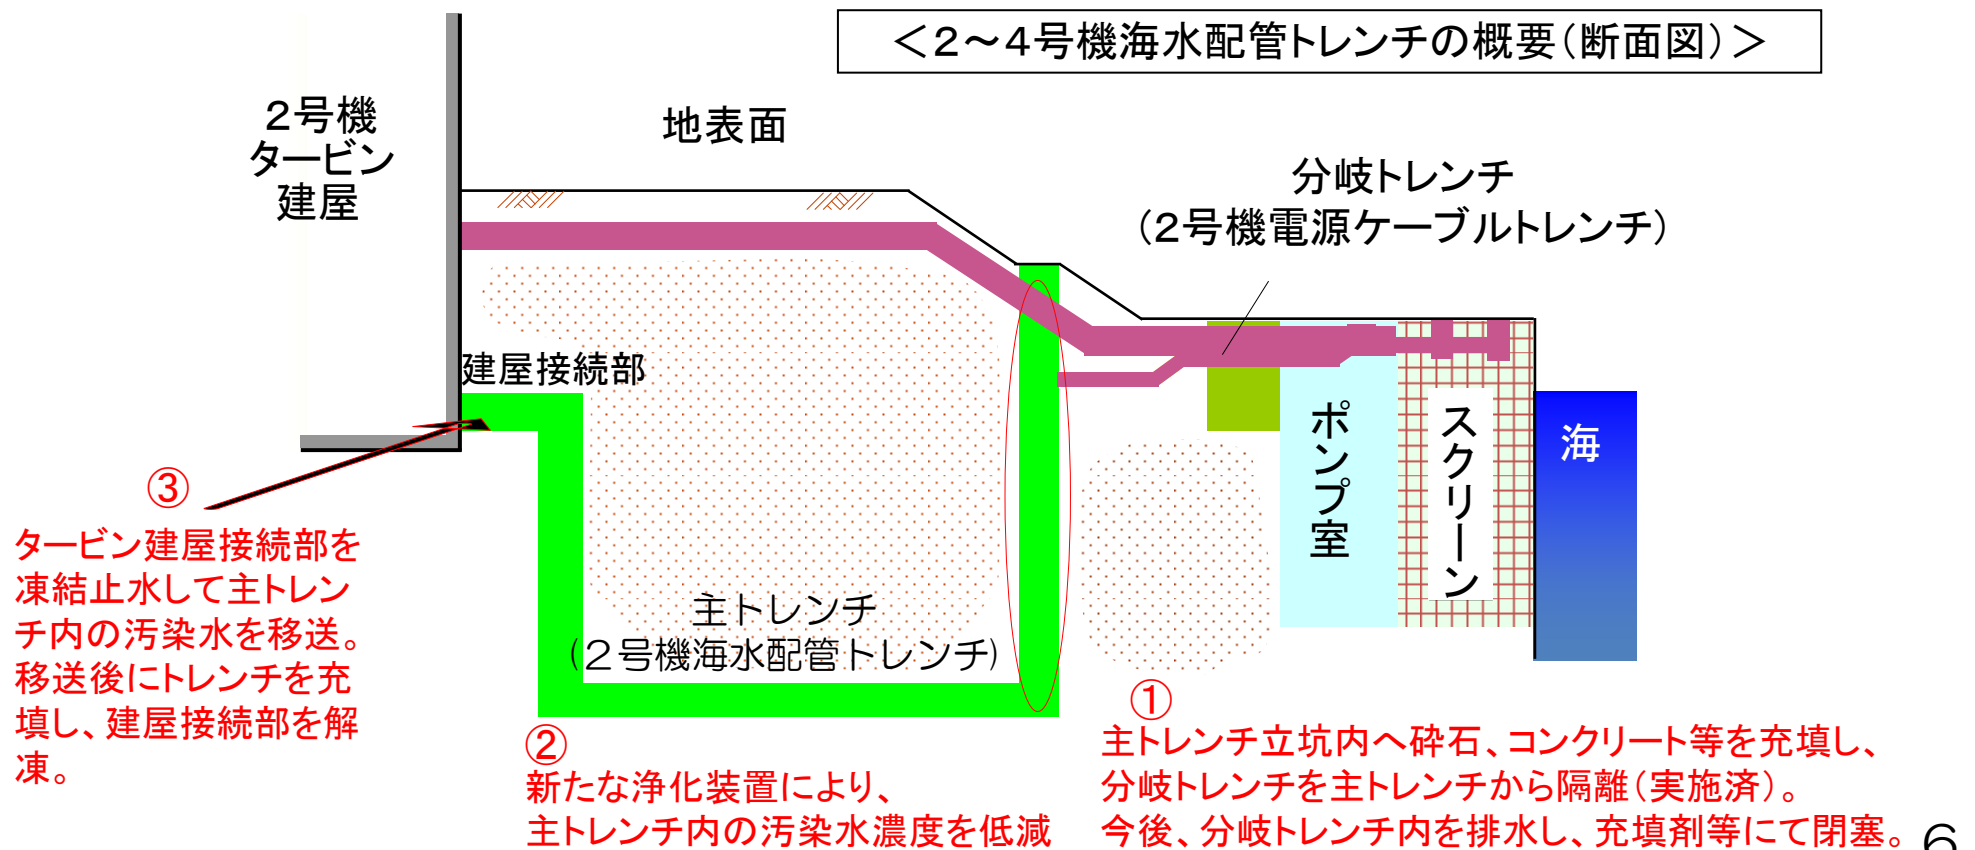 ＜２～４号機海水配管トレンチの概要（断面図）＞
２号機
タービン
建屋
地表面
分岐トレンチ
（２号機電源ケーブルトレンチ）
建屋接続部
ポンプ室
スクリーン
海
③
タービン建屋接続部を
凍結止水して主トレン
チ内の汚染水を移送。
移送後にトレンチを充
填し、建屋接続部を解
凍。
主トレンチ
（２号機海水配管トレンチ）
②
新たな浄化装置により、
主トレンチ内の汚染水濃度を低減
①
主トレンチ立坑内へ砕石、コンクリート等を充填し、
分岐トレンチを主トレンチから隔離（実施済）。
今後、分岐トレンチ内を排水し、充填剤等にて閉塞。
６